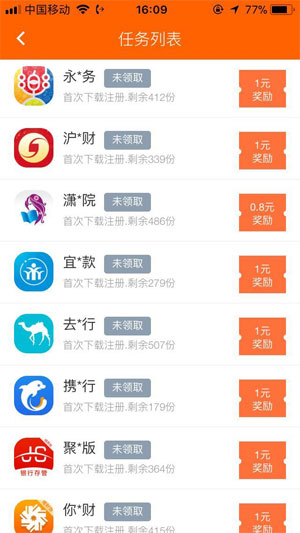 中国移动 16:09 77%
任务列表
永*务 未领取
首次下载注册.剩余412份
1元
奖励
沪*财 未领取
首次下载注册.剩余339份
1元
奖励
潇*院 未领取
首次下载注册.剩余486份
0.8元
奖励
宜*款 未领取
首次下载注册.剩余279份
1元
奖励
去*行 未领取
首次下载注册.剩余507份
1元
奖励
携*行 未领取
首次下载注册.剩余179份
1元
奖励
聚*版 未领取
首次下载注册.剩余364份
JS
银行存管
1元
奖励
你*财 未领取
首次下载注册.剩余415份
1元
奖励